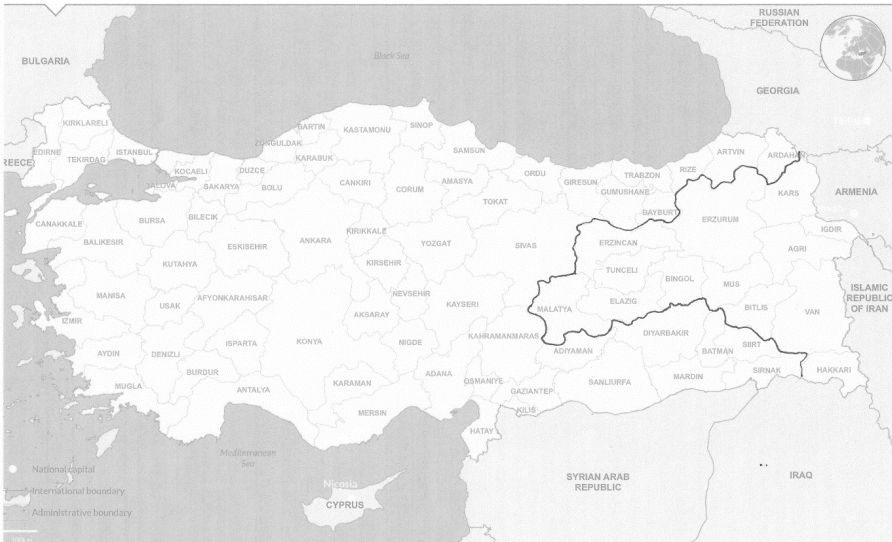 RUSSIAN
FEDERATION
BULGARIA
Black Sea
GEORGIA
KIRKLARELI
BARTIN
KASTAMONU
SINOP
ZONGULDAK
EDIRNE
ISTANBUL
TEKIRDAG
KARABUK
SAMSUN
ARTVIN
ARDAHAN
REECE
KOCAELI
DUZCE
ORDU
TRABZON
RIZE
YALOVA
SAKARYA
BOLU
CANKIRI
CORUM
AMASYA
GIRESUN
GUMUSHANE
KARS
ARMENIA
TOKAT
BAYBURT
ERZURUM
CANAKKALE
BURSA
BILECIK
IGDIR
BALIKESIR
ESKISEHIR
ANKARA
KIRIKKALE
YOZGAT
SIVAS
ERZINCAN
AGRI
KUTAHYA
KIRSEHIR
TUNCELI
BINGOL
MUS
ISLAMIC
REPUBLIC
OF IRAN
MANISA
USAK
AFYONKARAHISAR
NEVSEHIR
KAYSERI
MALATYA
ELAZIG
BITLIS
VAN
IZMIR
AKSARAY
KAHRAMANMARAS
DIYARBAKIR
AYDIN
DENIZLI
ISPARTA
KONYA
NIGDE
ADIYAMAN
BATMAN
SIIRT
BURDUR
ADANA
OSMANIYE
SANLIURFA
MARDIN
SIRNAK
HAKKARI
MUGLA
ANTALYA
KARAMAN
GAZIANTEP
MERSIN
KILIS
HATAY
Mediterranean
Sea
National capital
Nicosia
SYRIAN ARAB
REPUBLIC
IRAQ
International boundary
CYPRUS
Administrative boundary